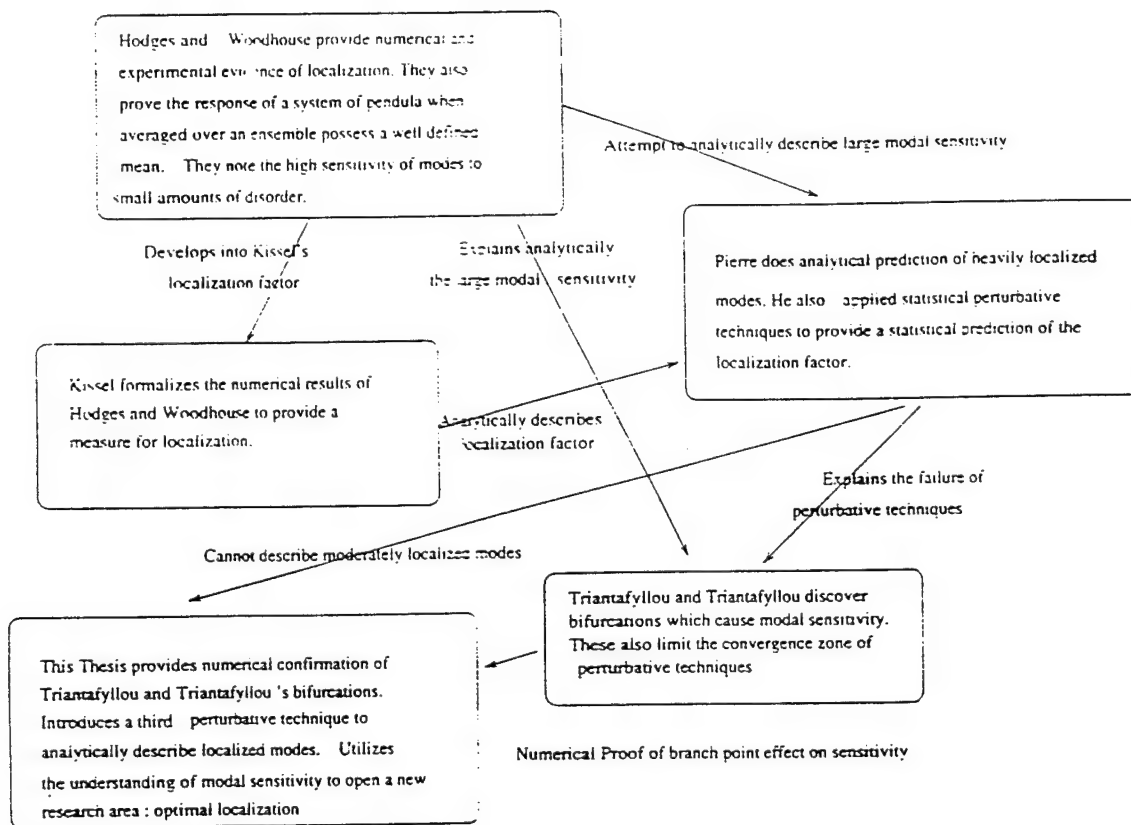 Hodges and Woodhouse provide numerical and
experimental evidence of localization. They also
prove the response of a system of pendula when
averaged over an ensemble possess a well defined
mean. They note the high sensitivity of modes to
small amounts of disorder.
Attempt to analytically describe large modal sensitivity
Develops into Kissel's
localization factor
Explains analytically
the large modal sensitivity
Pierre does analytical prediction of heavily localized
modes. He also applied statistical perturbative
techniques to provide a statistical prediction of the
localization factor.
Kissel formalizes the numerical results of
Hodges and Woodhouse to provide a
measure for localization.
Analytically describes
localization factor
Explains the failure of
perturbative techniques
Cannot describe moderately localized modes
Triantafyllou and Triantafyllou discover
bifurcations which cause modal sensitivity.
These also limit the convergence zone of
perturbative techniques
This Thesis provides numerical confirmation of
Triantafyllou and Triantafyllou 's bifurcations.
Introduces a third perturbative technique to
analytically describe localized modes. Utilizes
the understanding of modal sensitivity to open a new
research area : optimal localization
Numerical Proof of branch point effect on sensitivity